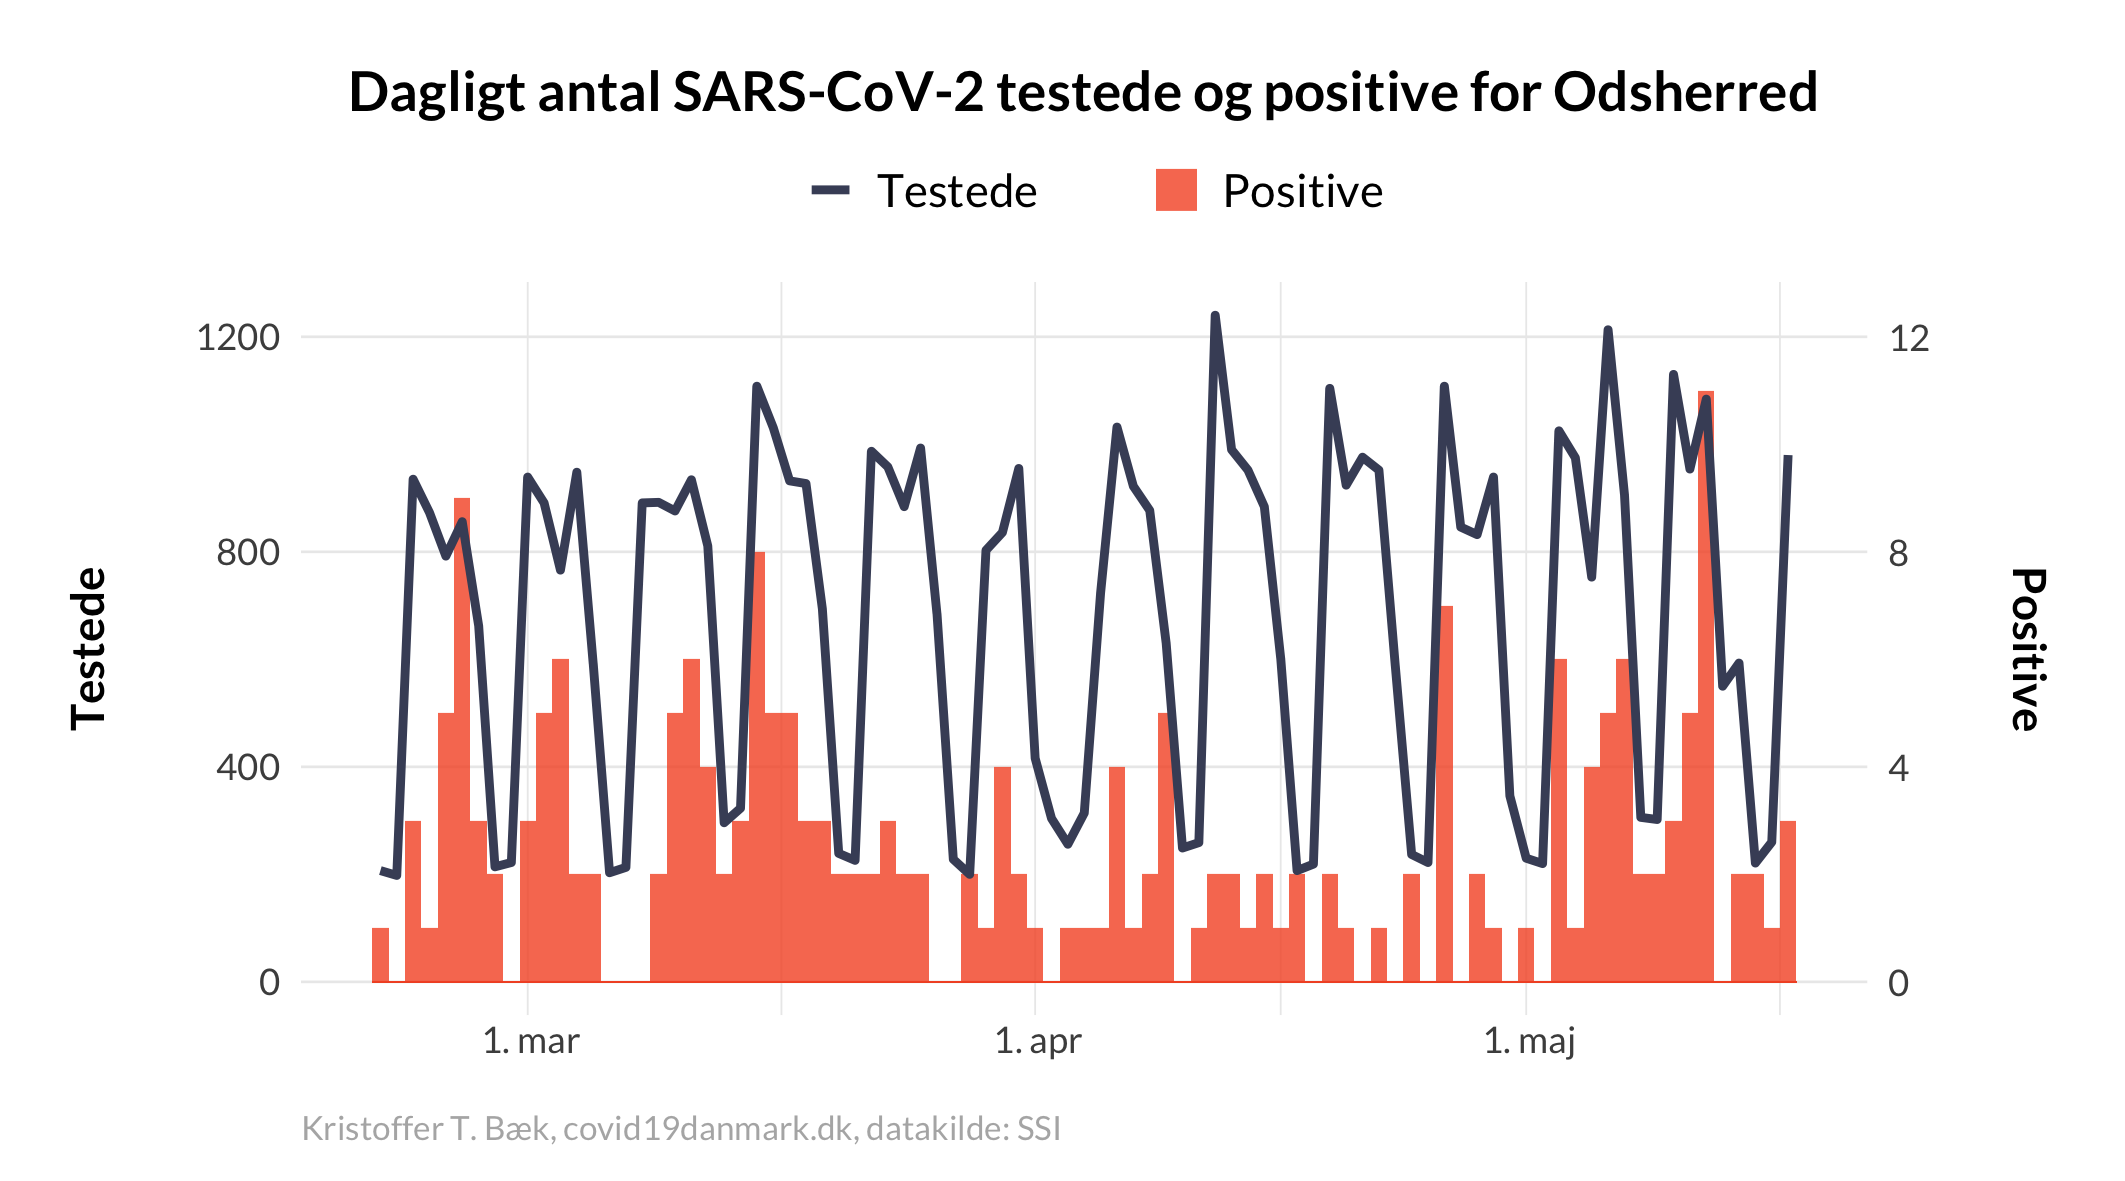 Dagligt antal SARS-CoV-2 testede og positive for Odsherred
Testede
Positive
1200
800
400
0
12
8
4
0
Testede
Positive
1. mar
1. apr
1. maj
Kristoffer T. Bæk, covid19danmark.dk, datakilde: SSI